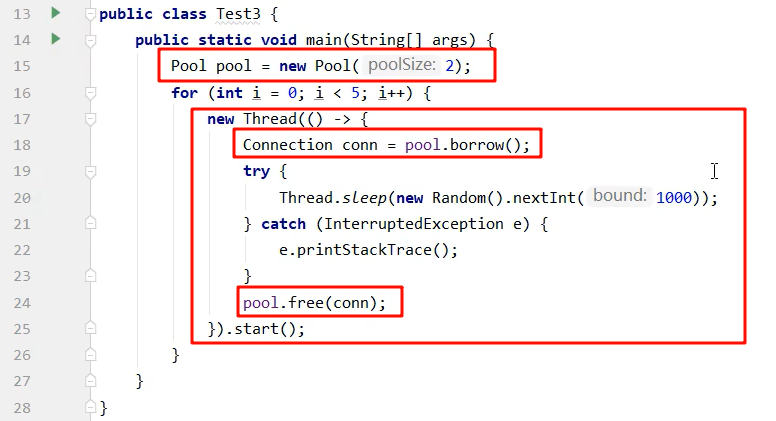 13 public class Test3 {
14 public static void main(String[] args) {
15 Pool pool = new Pool( poolSize: 2);
16 for (int i = 0; i < 5; i++) {
17 new Thread(() -> {
18 Connection conn = pool.borrow();
19 try {
20 Thread.sleep(new Random().nextInt( bound: 1000));
21 } catch (InterruptedException e) {
22 e.printStackTrace();
23 }
24 pool.free(conn);
25 }).start();
26 }
27 }
28 }